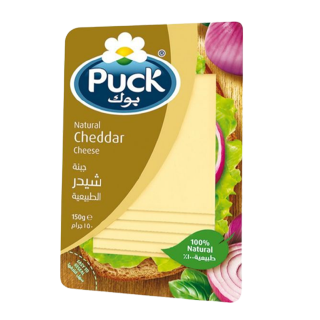 Puck
بوك
Natural
Cheddar
Cheese
جبنة
شيدر
الطبيعية
150g ℮
١٥٠ جرام
100%
Natural
طبيعية ١٠٠٪